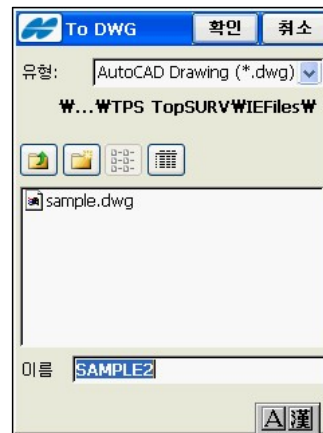 To DWG 확인 취소
유형: AutoCAD Drawing (*.dwg)
₩...₩TPS TopSURV₩IEFiles₩
sample.dwg
이름 SAMPLE2
A漢